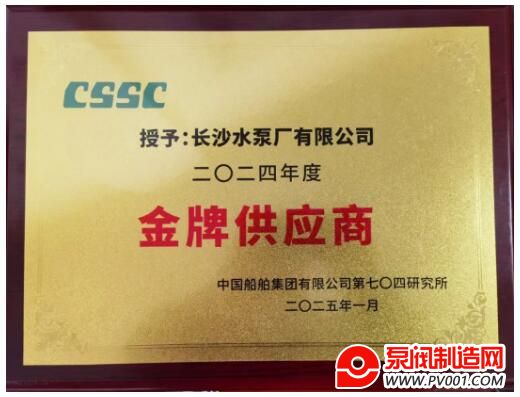 CSSC
授予:长沙水泵厂有限公司
二〇二四年度
金牌供应商
中国船舶集团有限公司第七〇四研究所
二〇二五年一月
泵阀制造网
WWW.PV001.COM